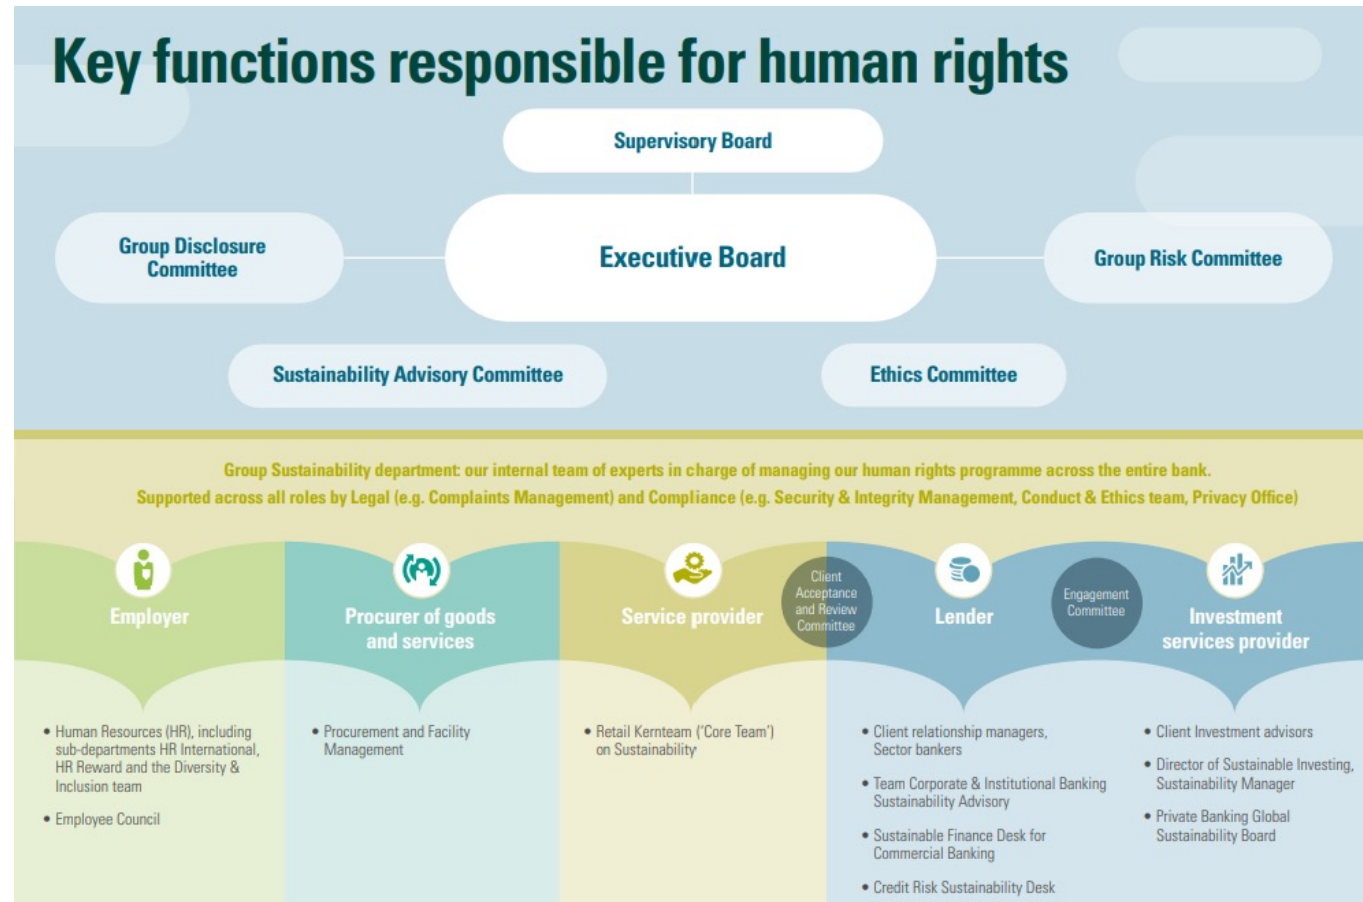 Key functions responsible for human rights
Supervisory Board
Group Disclosure
Committee
Executive Board
Group Risk Committee
Sustainability Advisory Committee
Ethics Committee
Group Sustainability department: our internal team of experts in charge of managing our human rights programme across the entire bank.
Supported across all roles by Legal (e.g. Complaints Management) and Compliance (e.g. Security & Integrity Management, Conduct & Ethics team, Privacy Office)
Employer
Procurer of goods
and services
Service provider
Client
Acceptance
and Review
Committee
Lender
Engagement
Committee
Investment
services provider
• Human Resources (HR), including
sub-departments HR International,
HR Reward and the Diversity &
Inclusion team
• Employee Council
• Procurement and Facility
Management
• Retail Kernteam (‘Core Team’)
on Sustainability
• Client relationship managers,
Sector bankers
• Team Corporate & Institutional Banking
Sustainability Advisory
• Sustainable Finance Desk for
Commercial Banking
• Credit Risk Sustainability Desk
• Client Investment advisors
• Director of Sustainable Investing,
Sustainability Manager
• Private Banking Global
Sustainability Board